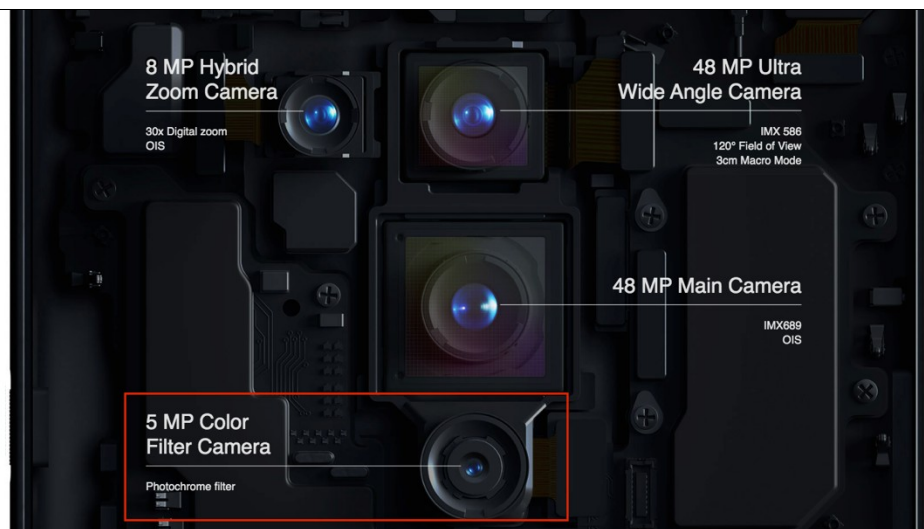 8 MP Hybrid
Zoom Camera
30x Digital zoom
OIS
48 MP Ultra
Wide Angle Camera
IMX 586
120° Field of View
3cm Macro Mode
48 MP Main Camera
IMX689
OIS
5 MP Color
Filter Camera
Photochrome filter